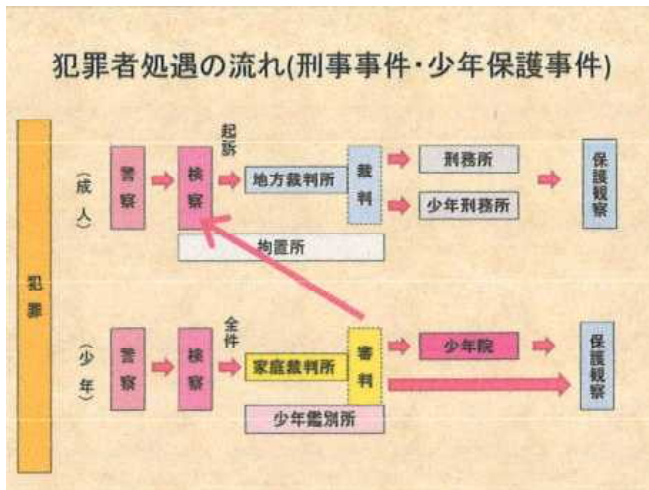 犯罪者処遇の流れ(刑事事件・少年保護事件)
犯罪
(成人)
警察
検察
起訴
地方裁判所
裁判
刑務所
少年刑務所
保護観察
拘置所
(少年)
警察
検察
全件
家庭裁判所
審判
少年院
保護観察
少年鑑別所